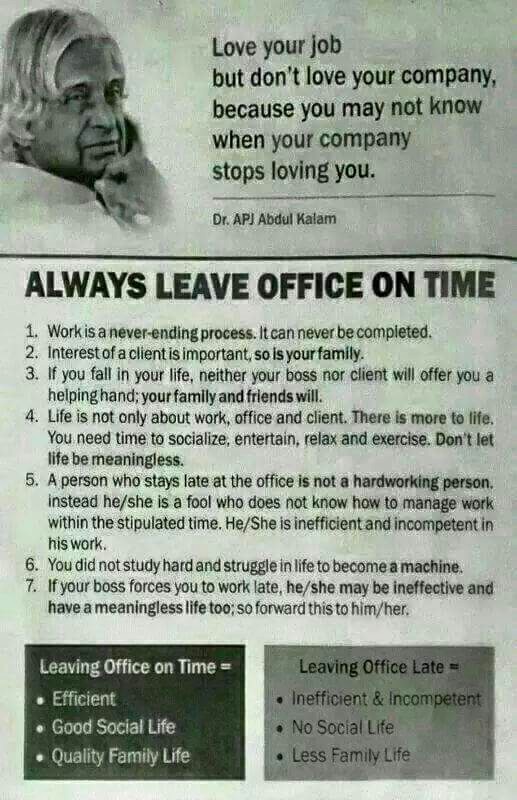 Love your job
but don't love your company,
because you may not know
when your company
stops loving you.
Dr. APJ Abdul Kalam
ALWAYS LEAVE OFFICE ON TIME
1. Work is a never-ending process. It can never be completed.
2. Interest of a client is important, so is your family.
3. If you fall in your life, neither your boss nor client will offer you a
helping hand; your family and friends will.
4. Life is not only about work, office and client. There is more to life.
You need time to socialize, entertain, relax and exercise. Don't let
life be meaningless.
5. A person who stays late at the office is not a hardworking person.
instead he/she is a fool who does not know how to manage work
within the stipulated time. He/She is inefficient and incompetent in
his work.
6. You did not study hard and struggle in life to become a machine.
7. If your boss forces you to work late, he/she may be ineffective and
have a meaningless life too; so forward this to him/her.
Leaving Office on Time =
• Efficient
• Good Social Life
• Quality Family Life
Leaving Office Late =
• Inefficient & Incompetent
• No Social Life
• Less Family Life